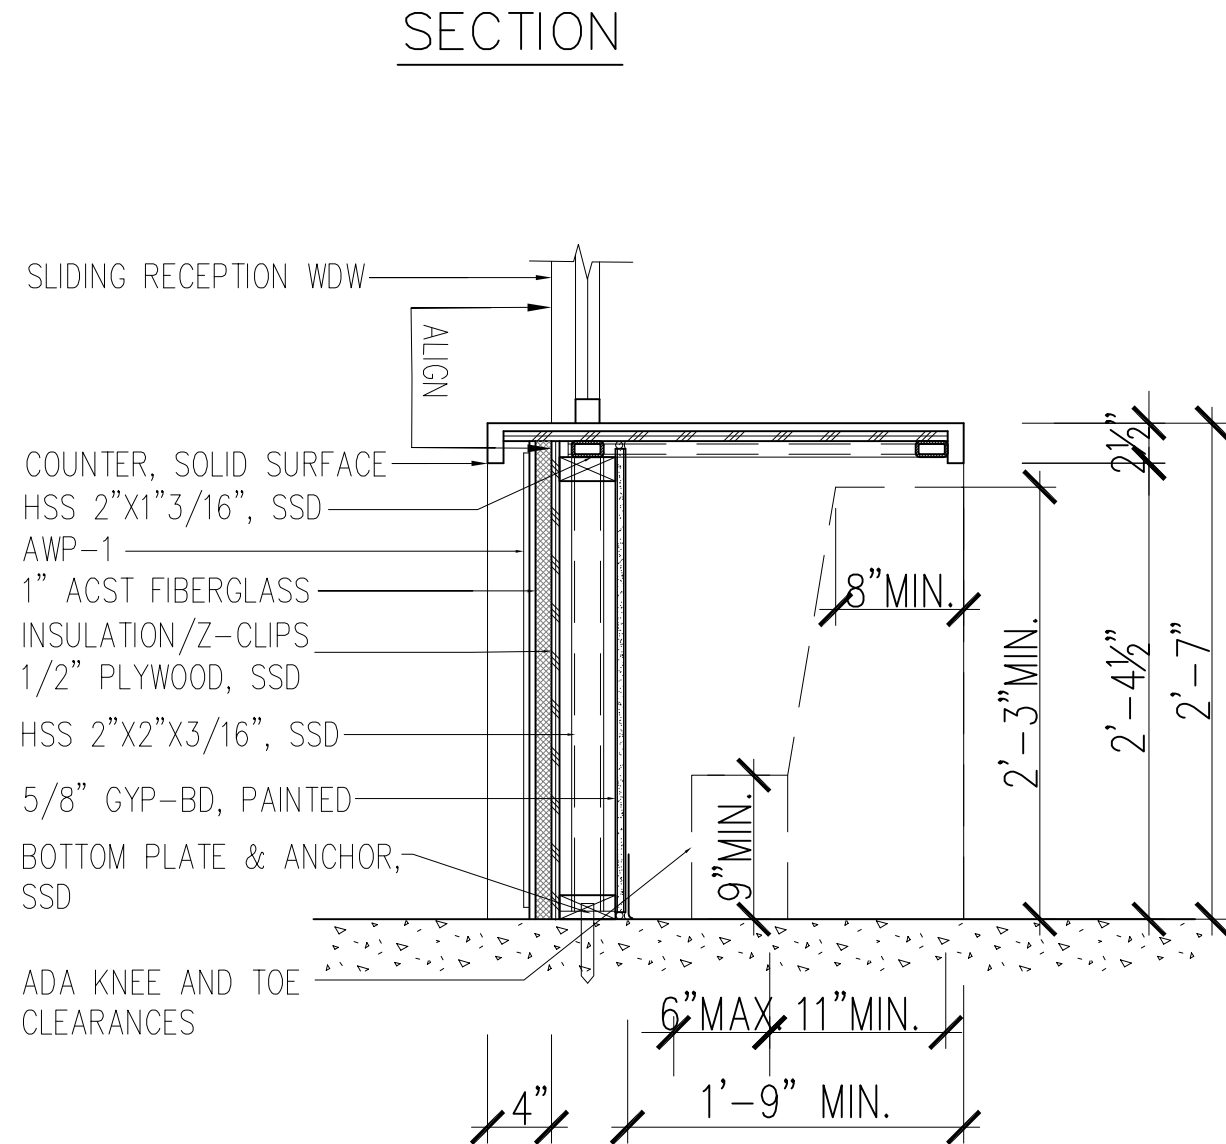 SECTION
SLIDING RECEPTION WDW
ALIGN
COUNTER, SOLID SURFACE
HSS 2"X1"3/16", SSD
AWP-1
1" ACST FIBERGLASS
INSULATION/Z-CLIPS
1/2" PLYWOOD, SSD
HSS 2"X2"X3/16", SSD
5/8" GYP-BD, PAINTED
BOTTOM PLATE & ANCHOR,
SSD
ADA KNEE AND TOE
CLEARANCES
2½"
8"MIN.
2'-3"MIN.
2'-4½"
2'-7"
9"MIN.
6"MAX.
11"MIN.
4"
1'-9" MIN.